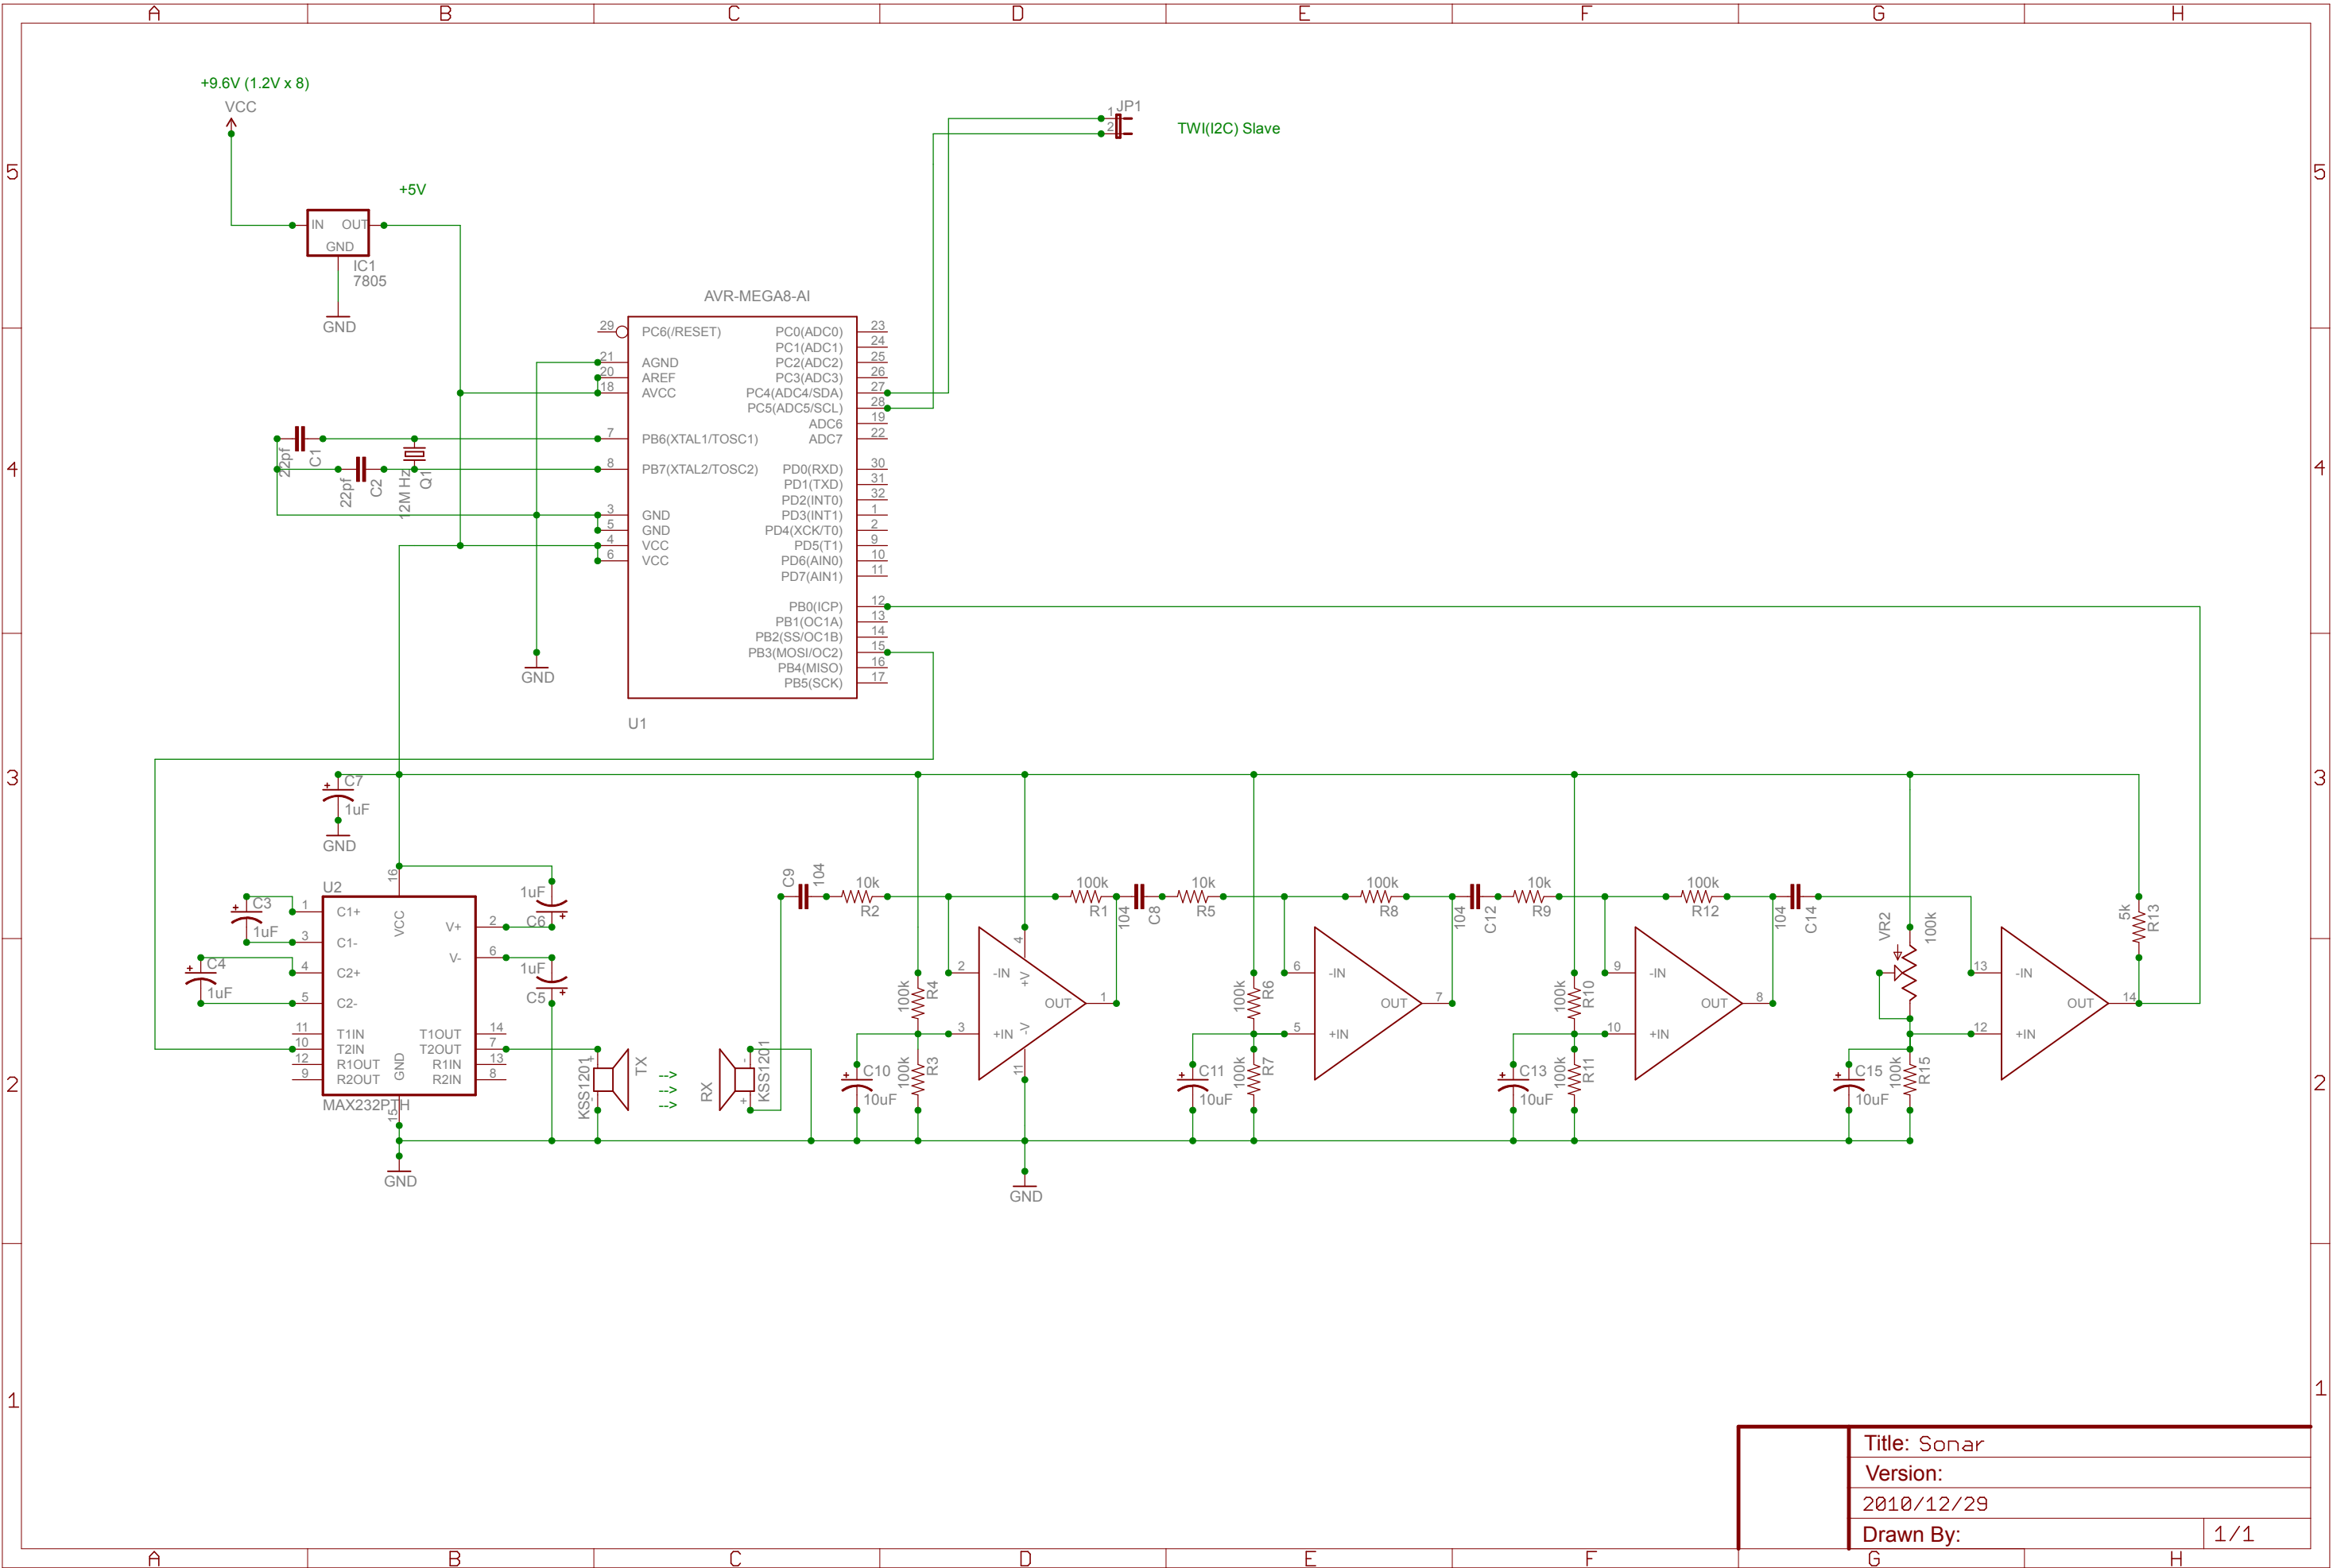 A B C D E F G H
+9.6V (1.2V x 8)
VCC
+5V
IN OUT
GND
IC1
7805
GND
JP1
1
2
TWI(I2C) Slave
5 5
AVR-MEGA8-AI
29 PC6(/RESET) PC0(ADC0) 23
PC1(ADC1) 24
21 AGND PC2(ADC2) 25
20 AREF PC3(ADC3) 26
18 AVCC PC4(ADC4/SDA) 27
PC5(ADC5/SCL) 28
ADC6 19
7 PB6(XTAL1/TOSC1) ADC7 22
8 PB7(XTAL2/TOSC2) PD0(RXD) 30
PD1(TXD) 31
PD2(INT0) 32
3 GND PD3(INT1) 1
5 GND PD4(XCK/T0) 2
4 VCC PD5(T1) 9
6 VCC PD6(AIN0) 10
PD7(AIN1) 11
PB0(ICP) 12
PB1(OC1A) 13
PB2(SS/OC1B) 14
PB3(MOSI/OC2) 15
PB4(MISO) 16
PB5(SCK) 17
U1
22pf
C1
22pf
C2
12M Hz
Q1
GND
4 4
3 3
+ C7
1uF
GND
U2
16
VCC
1 C1+
3 C1-
4 C2+
5 C2-
11 T1IN
10 T2IN
12 R1OUT
9 R2OUT
V+ 2
V- 6
T1OUT 14
T2OUT 7
R1IN 13
R2IN 8
GND
15
MAX232PTH
GND
+ C3
1uF
+ C4
1uF
1uF
C6 +
1uF
C5 +
KSS1201
+
TX
-->
-->
-->
RX
-
+
KSS1201
C9
104
10k
R2
100k
R1
104
C8
10k
R5
100k
R8
104
C12
10k
R9
100k
R12
104
C14
VR2
100k
5k
R13
100k
R4
100k
R3
+ C10
10uF
2 -IN
3 +IN
4
+V
-V
11
OUT 1
GND
100k
R6
100k
R7
+ C11
10uF
6 -IN
5 +IN
OUT 7
100k
R10
100k
R11
+ C13
10uF
9 -IN
10 +IN
OUT 8
+ C15
10uF
100k
R15
13 -IN
12 +IN
OUT 14
2 2
1 1
Title: Sonar
Version:
2010/12/29
Drawn By: 1/1
A B C D E F G H